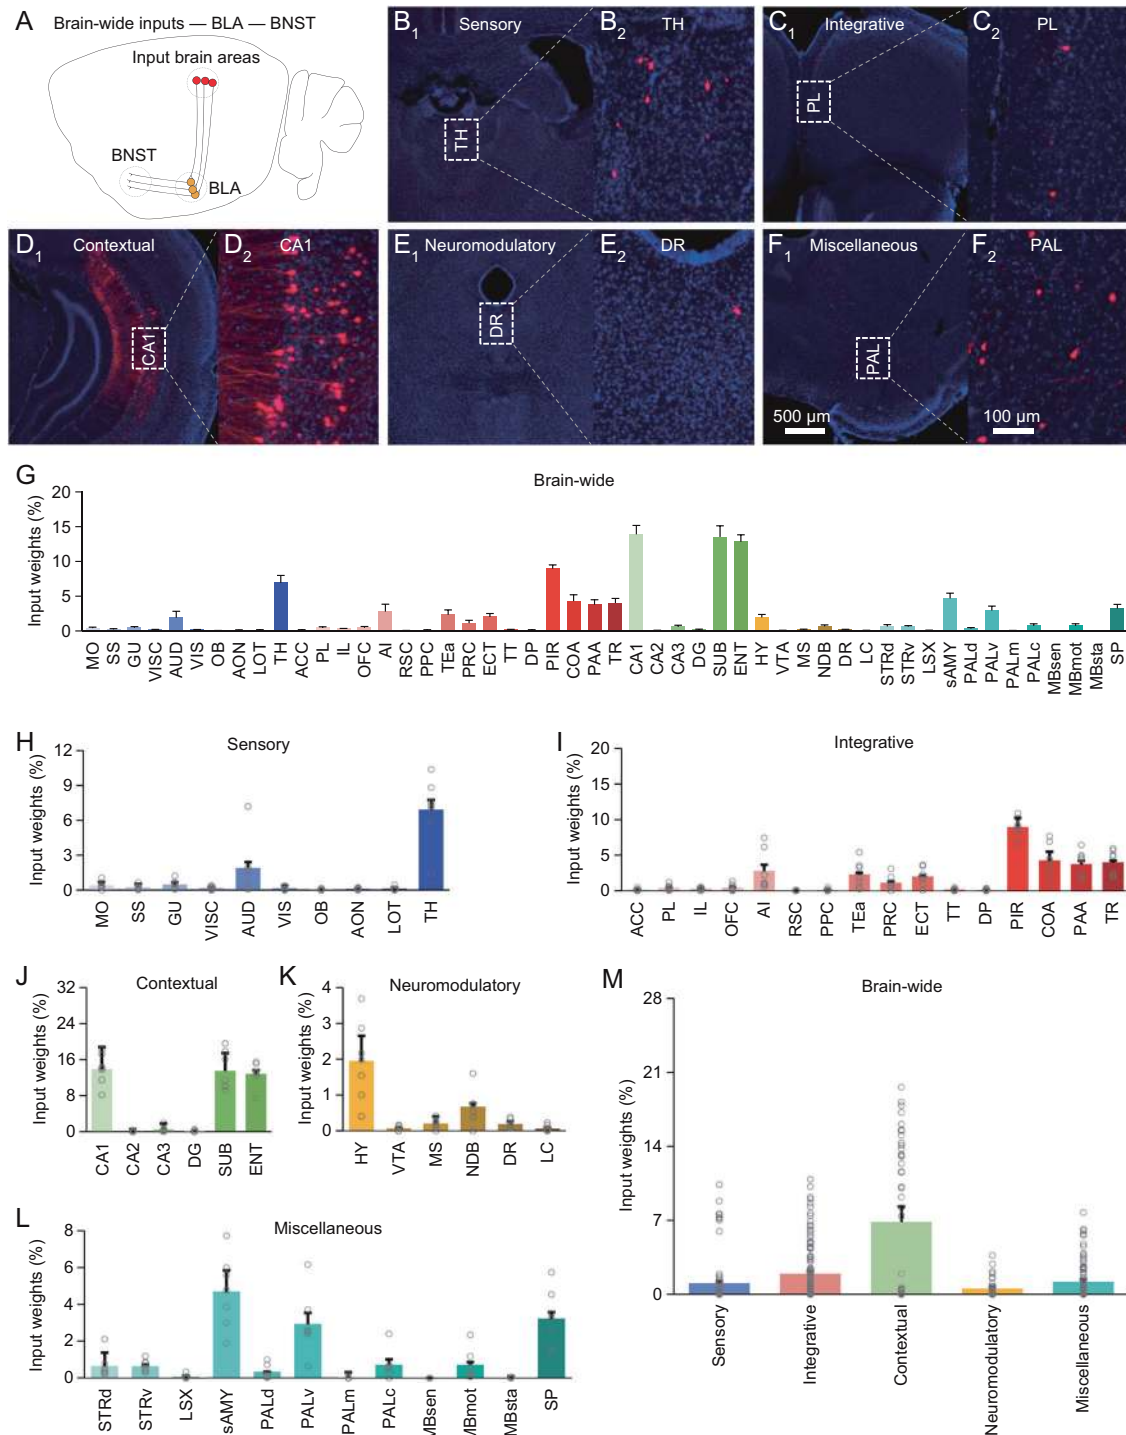 A
Brain-wide inputs — BLA — BNST
Input brain areas
BNST
BLA
B1 Sensory
TH
B2 TH
C1 Integrative
PL
C2 PL
D1 Contextual
CA1
D2 CA1
E1 Neuromodulatory
DR
E2 DR
F1 Miscellaneous
PAL
500 µm
F2 PAL
100 µm
G
Brain-wide
Input weights (%)
20
15
10
5
0
MO SS GU VISC AUD VIS OB AON LOT TH ACC PL IL OFC AI RSC PPC TEa PRC ECT TT DP PIR COA PAA TR CA1 CA2 CA3 DG SUB ENT HY VTA MS NDB DR LC STRd STRv LSX sAMY PALd PALv PALm PALc MBsen MBmot MBsta SP
H
Sensory
Input weights (%)
12
9
6
3
0
MO SS GU VISC AUD VIS OB AON LOT TH
I
Integrative
Input weights (%)
20
15
10
5
0
ACC PL IL OFC AI RSC PPC TEa PRC ECT TT DP PIR COA PAA TR
J
Contextual
Input weights (%)
32
24
16
8
0
CA1 CA2 CA3 DG SUB ENT
K
Neuromodulatory
Input weights (%)
4
3
2
1
0
HY VTA MS NDB DR LC
L
Miscellaneous
Input weights (%)
8
6
4
2
0
STRd STRv LSX sAMY PALd PALv PALm PALc MBsen MBmot MBsta SP
M
Brain-wide
Input weights (%)
28
21
14
7
0
Sensory Integrative Contextual Neuromodulatory Miscellaneous